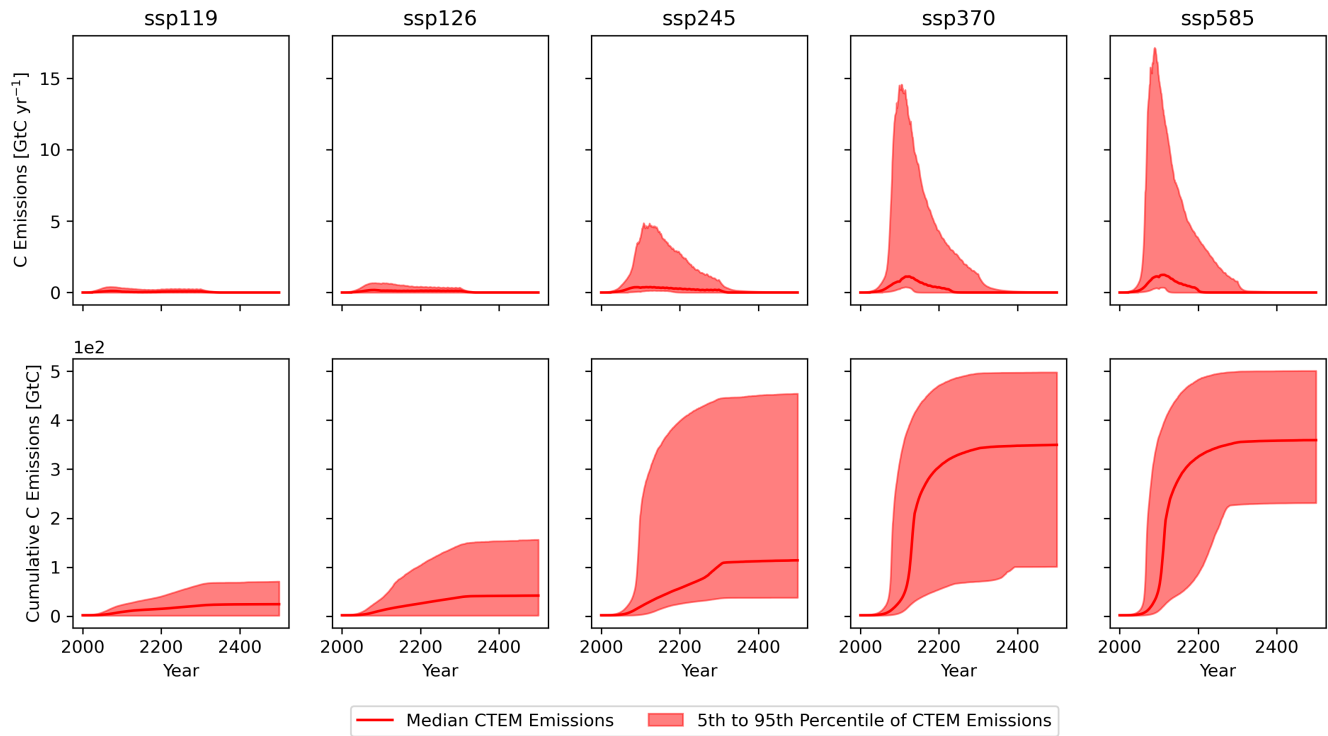 ssp119 ssp126 ssp245 ssp370 ssp585
C Emissions [GtC yr⁻¹]
15
10
5
0
1e2
Cumulative C Emissions [GtC]
5
4
3
2
1
0
2000 2200 2400 2000 2200 2400 2000 2200 2400 2000 2200 2400 2000 2200 2400
Year Year Year Year Year
Median CTEM Emissions 5th to 95th Percentile of CTEM Emissions